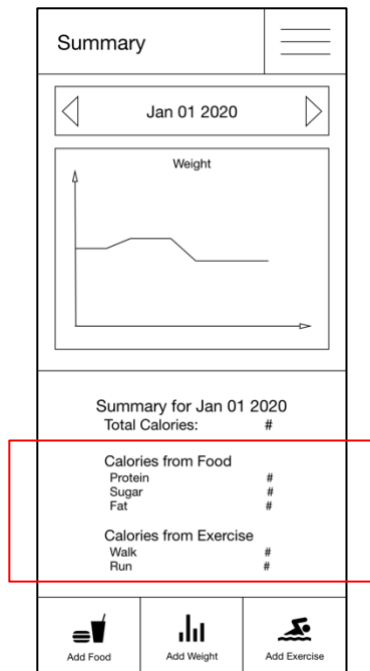 Summary
Jan 01 2020
Weight
Summary for Jan 01 2020
Total Calories: #
Calories from Food
Protein #
Sugar #
Fat #
Calories from Exercise
Walk #
Run #
Add Food Add Weight Add Exercise